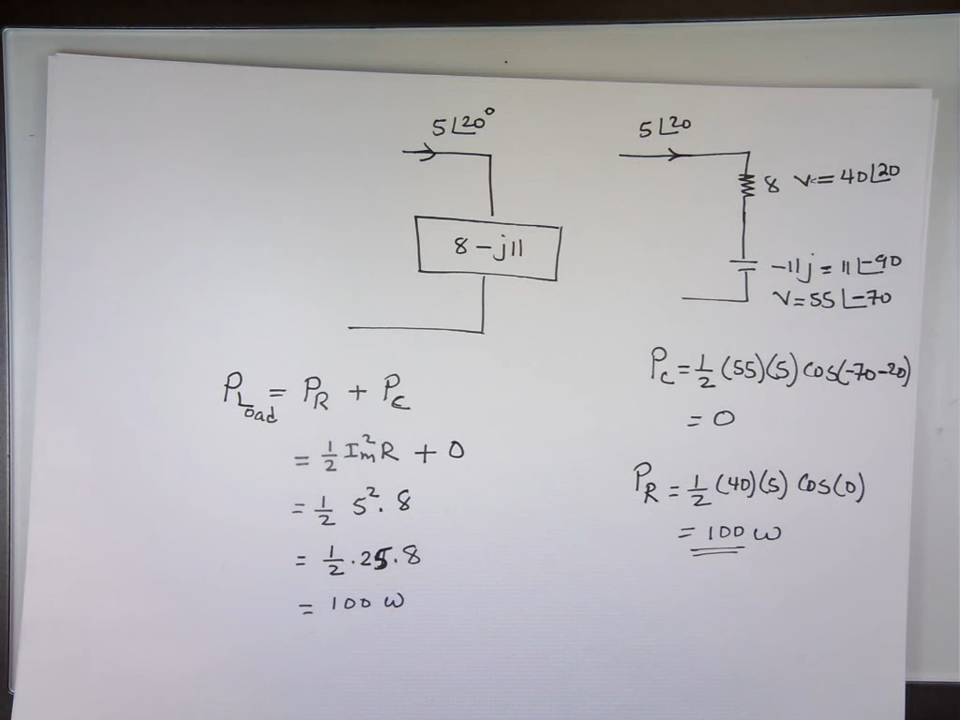 5∠20°
8 - j11
P_Load = P_R + P_C
= 1/2 I_m² R + 0
= 1/2 5² . 8
= 1/2 . 25 . 8
= 100 W
5∠20
8 V = 40∠20
-11j = 11∠-90
V = 55∠-70
P_C = 1/2 (55)(5) cos(-70-20)
= 0
P_R = 1/2 (40)(5) cos(0)
= 100 W